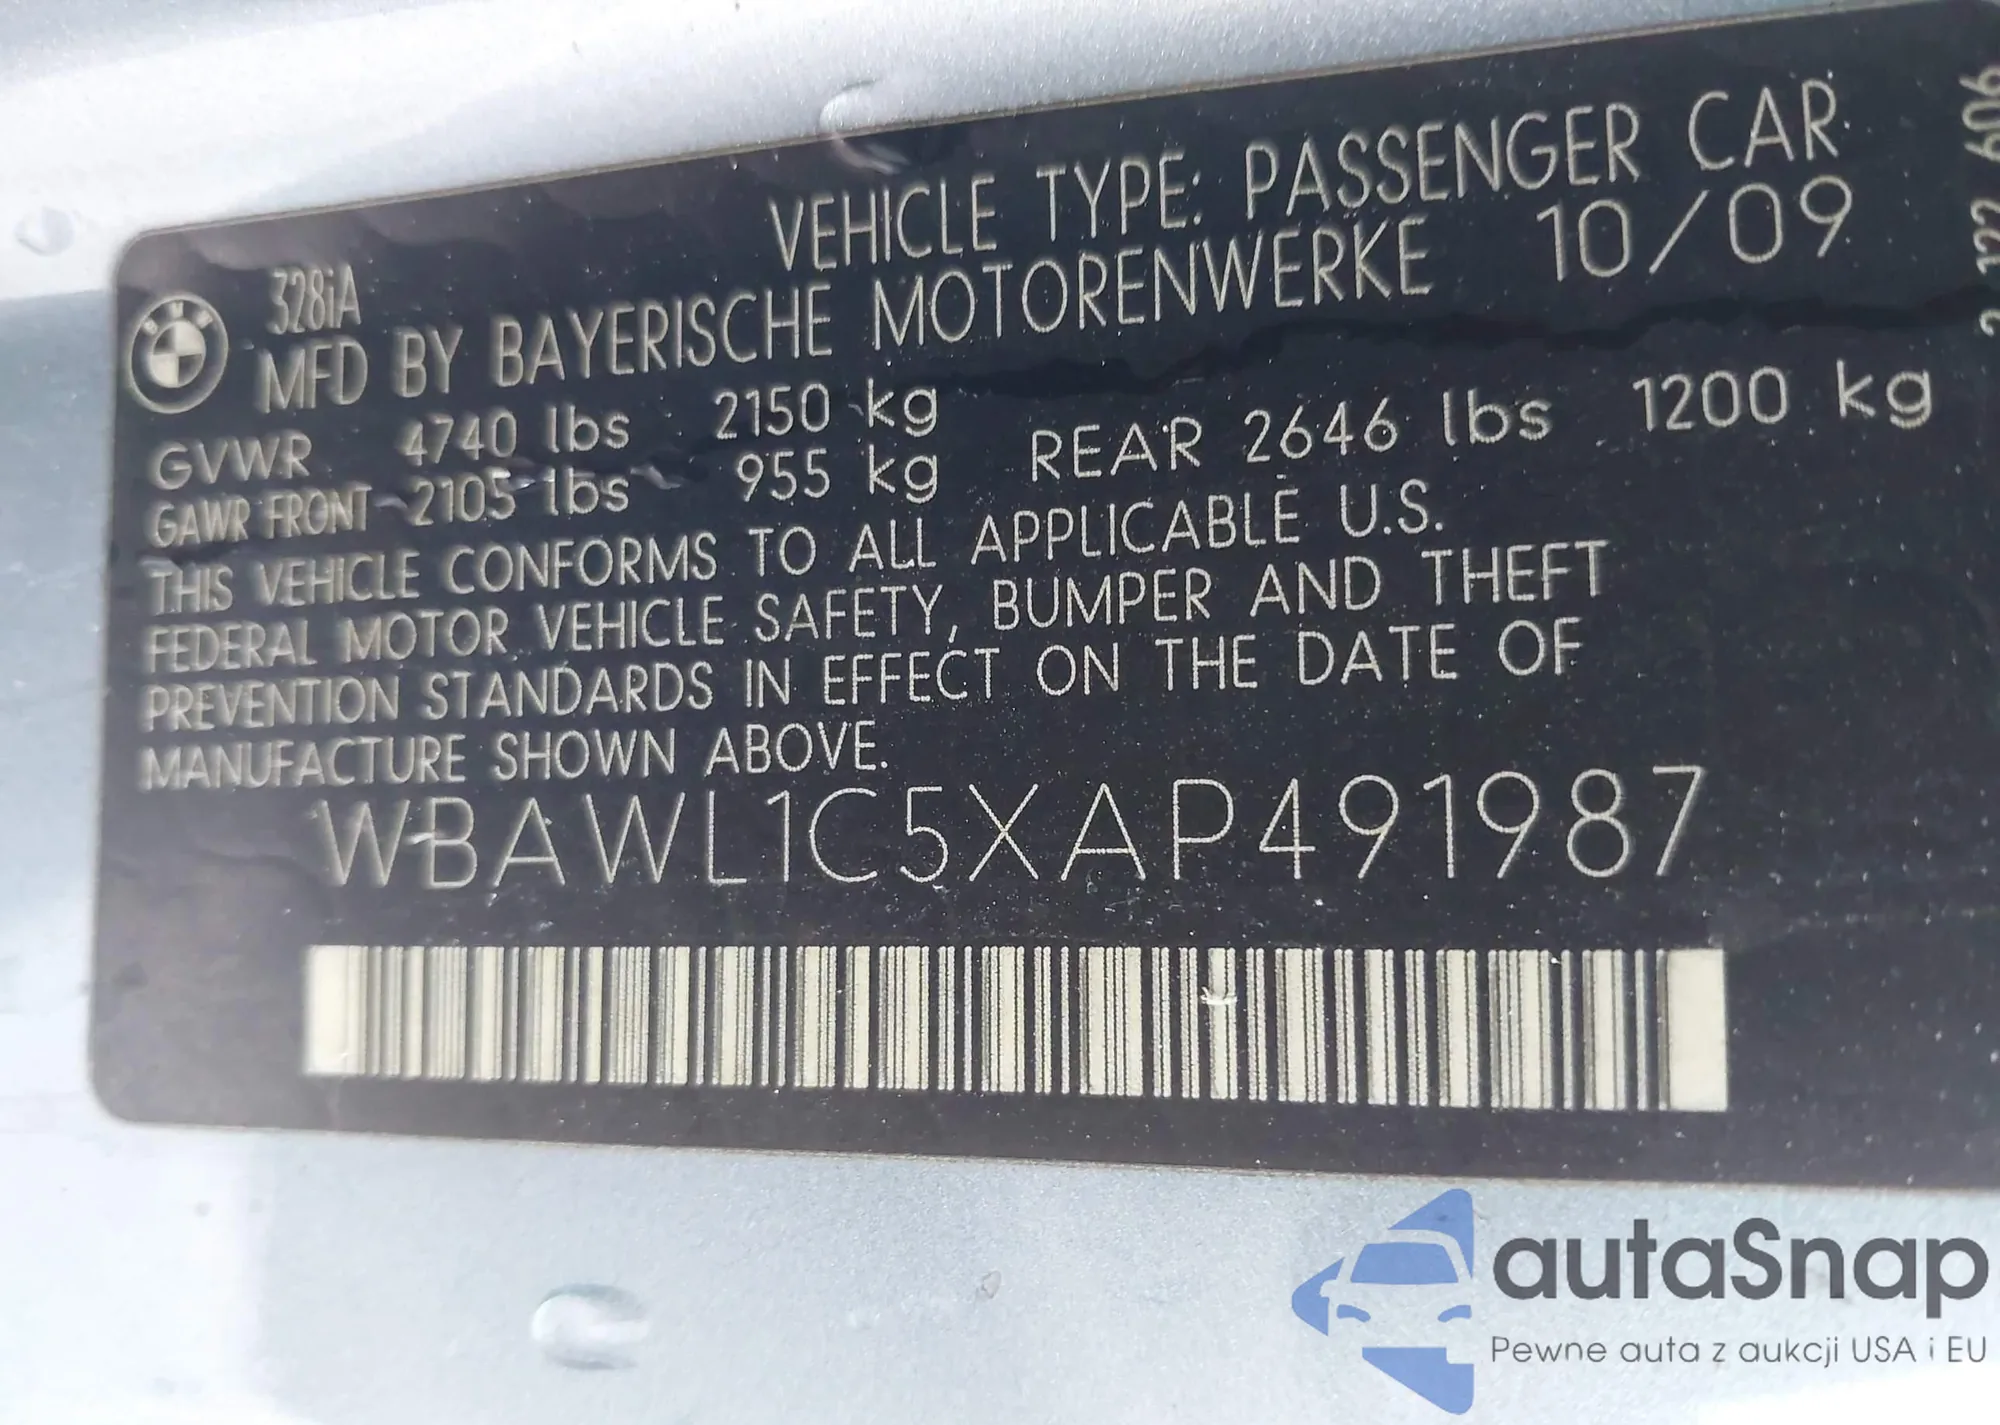 VEHICLE TYPE: PASSENGER CAR
328iA
MFD BY BAYERISCHE MOTORENWERKE 10/09
GVWR 4740 lbs 2150 kg
GAWR FRONT 2105 lbs 955 kg REAR 2646 lbs 1200 kg
THIS VEHICLE CONFORMS TO ALL APPLICABLE U.S.
FEDERAL MOTOR VEHICLE SAFETY, BUMPER AND THEFT
PREVENTION STANDARDS IN EFFECT ON THE DATE OF
MANUFACTURE SHOWN ABOVE.
WBAWL1C5XAP491987
BMW
autaSnap
Pewne auta z aukcji USA i EU